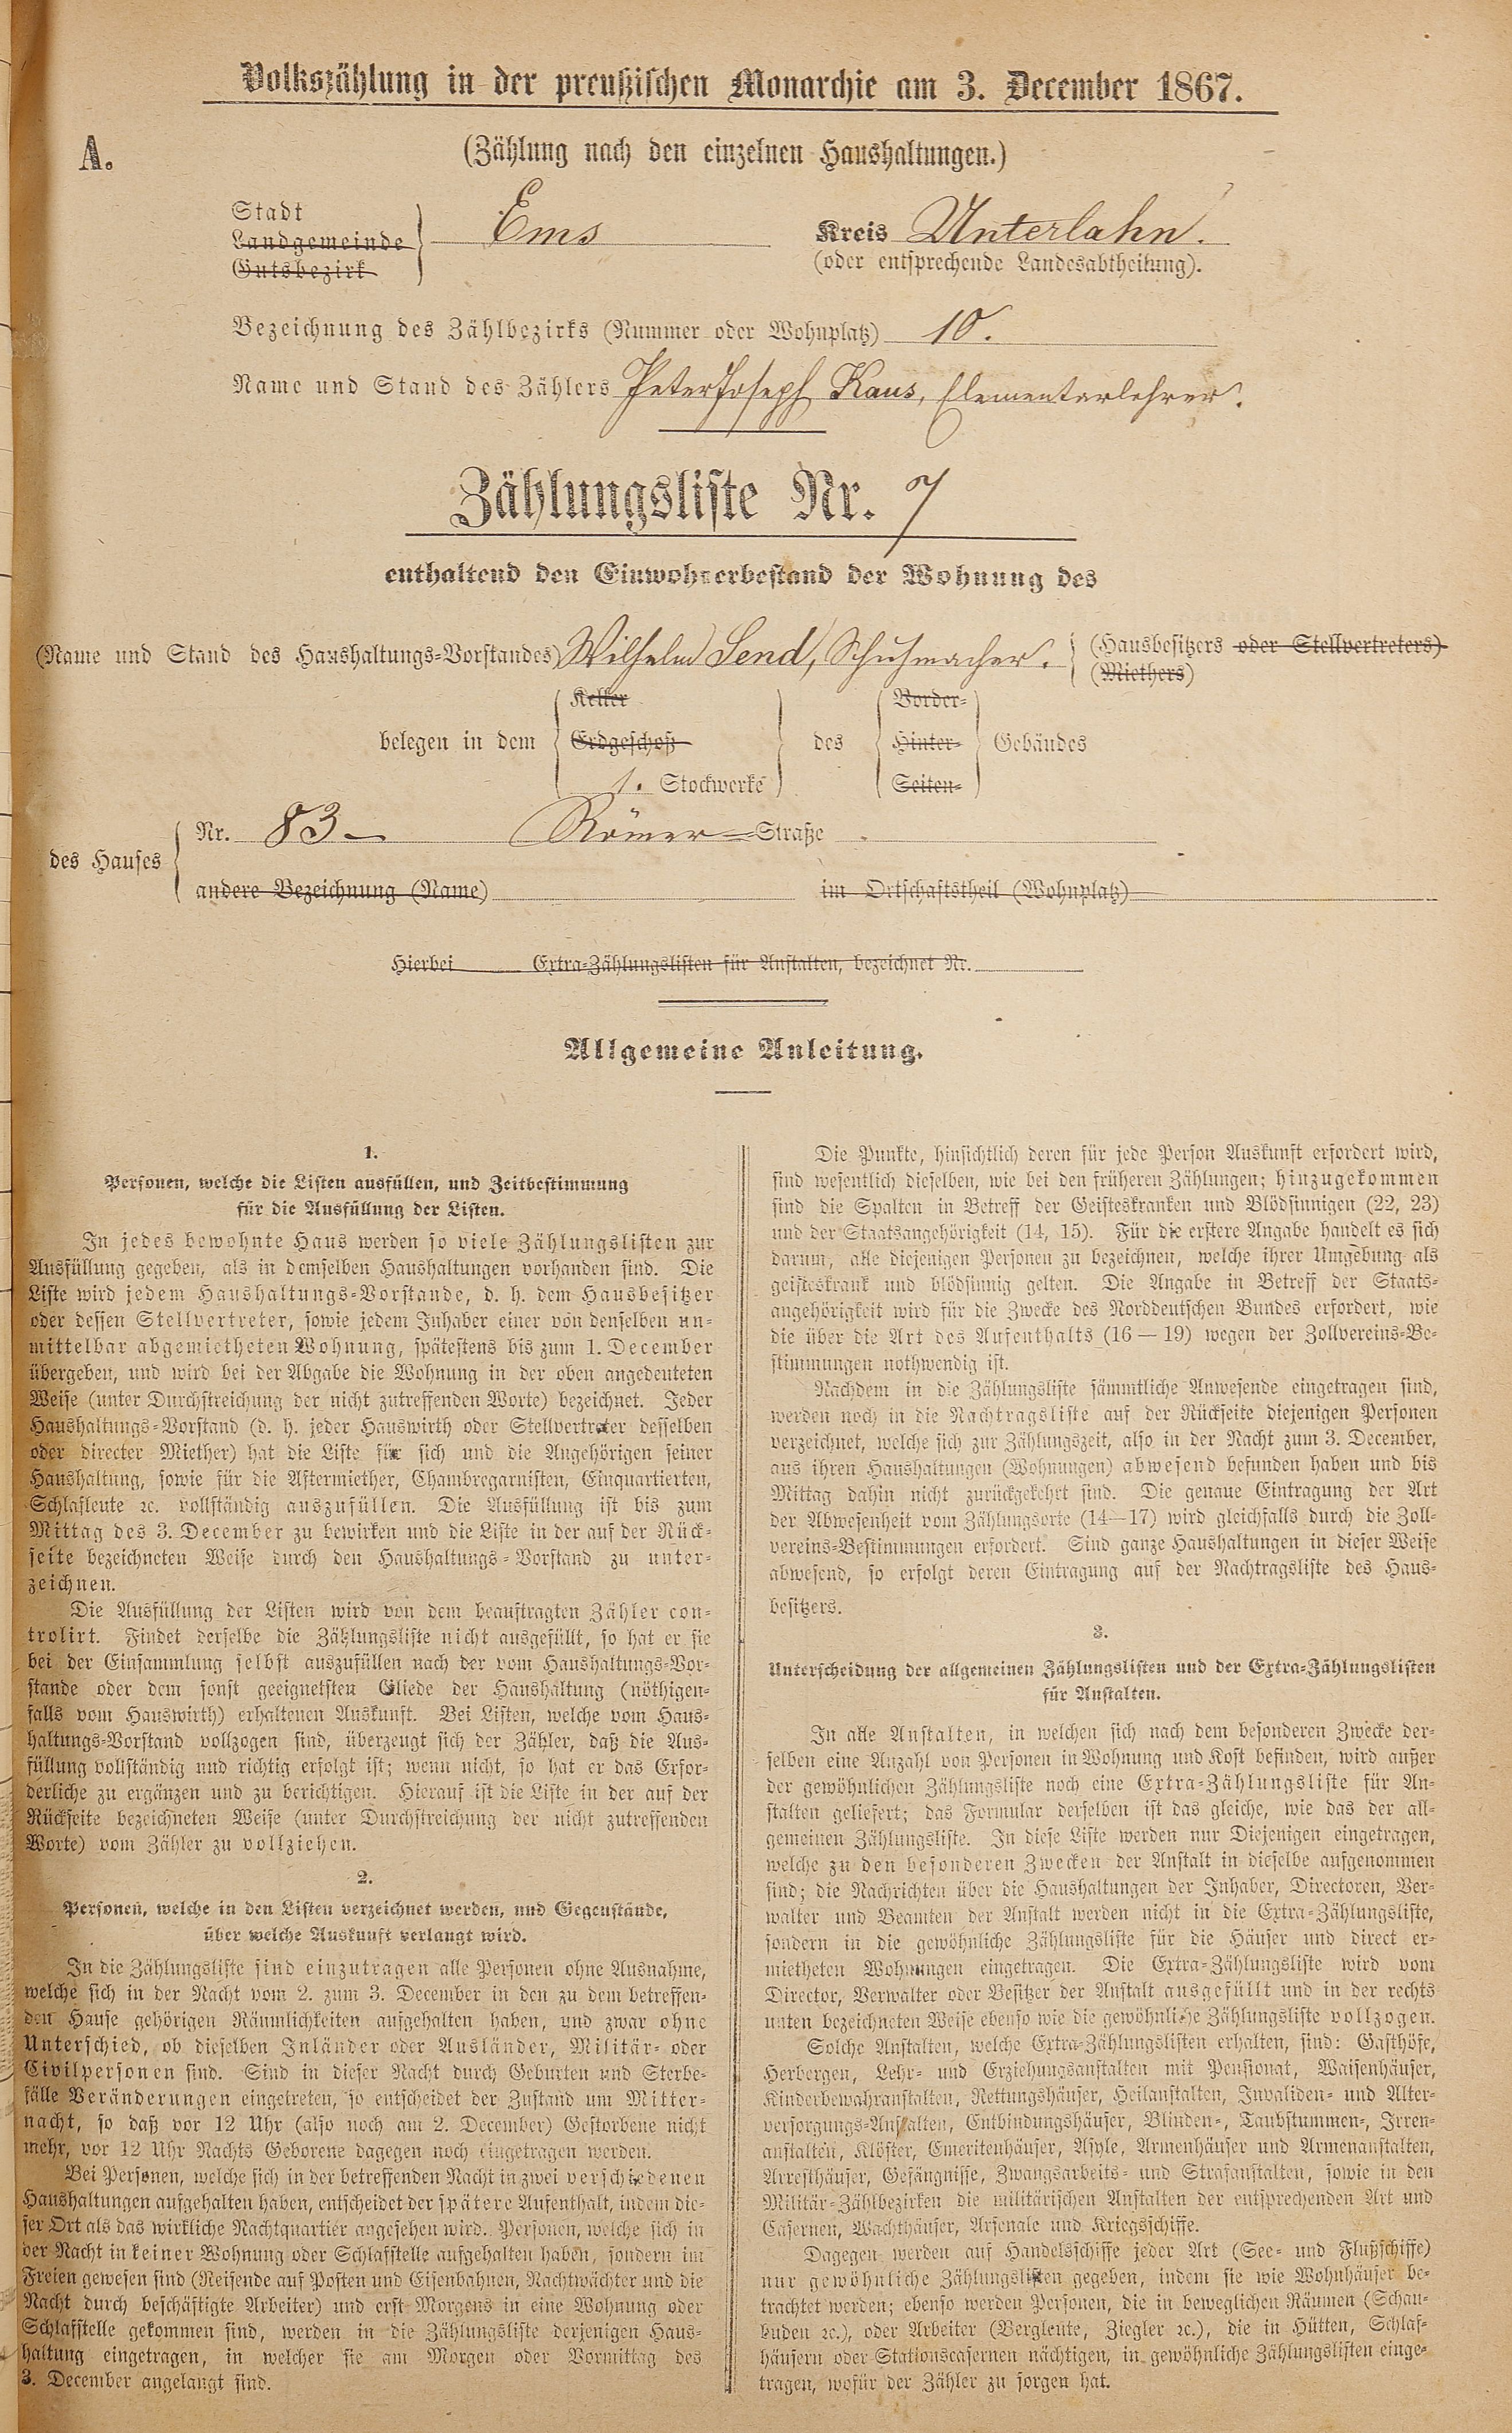 Volkszählung in der preußischen Monarchie am 3. December 1867.
A.
(Zählung nach den einzelnen Haushaltungen.)
Stadt
Landgemeinde
Gutsbezirk
Ems
Kreis Unterlahn.
(oder entsprechende Landesabtheilung).
Bezeichnung des Zählbezirks (Nummer oder Wohnplatz) 10.
Name und Stand des Zählers Peter Joseph Kaus, Elementarlehrer.
Zählungsliste Nr. 7
enthaltend den Einwohnerbestand der Wohnung des
(Name und Stand des Haushaltungs-Vorstandes) Wilhelm Send, Schuhmacher. (Hausbesitzers oder Stellvertreters)
(Miethers)
Keller
Erdgeschoß
1. Stockwerke
belegen in dem
des
Vorder-
Hinter-
Seiten-
Gebäudes
des Hauses
Nr. 83 Römer-Straße
andere Bezeichnung (Name) im Ortschaftstheil (Wohnplatz)
Hierbei Extra-Zählungslisten für Anstalten, bezeichnet Nr.
Allgemeine Anleitung.
1.
Personen, welche die Listen ausfüllen, und Zeitbestimmung
für die Ausfüllung der Listen.
In jedes bewohnte Haus werden so viele Zählungslisten zur
Ausfüllung gegeben, als in demselben Haushaltungen vorhanden sind. Die
Liste wird jedem Haushaltungs-Vorstande, d. h. dem Hausbesitzer
oder dessen Stellvertreter, sowie jedem Inhaber einer von denselben un-
mittelbar abgemietheten Wohnung, spätestens bis zum 1. December
übergeben, und wird bei der Abgabe die Wohnung in der oben angedeuteten
Weise (unter Durchstreichung der nicht zutreffenden Worte) bezeichnet. Jeder
Haushaltungs-Vorstand (d. h. jeder Hauswirth oder Stellvertreter desselben
oder directer Miether) hat die Liste für sich und die Angehörigen seiner
Haushaltung, sowie für die Aftermiether, Chambregarnisten, Einquartierten,
Schlafleute ꝛc. vollständig auszufüllen. Die Ausfüllung ist bis zum
Mittag des 3. December zu bewirken und die Liste in der auf der Rück-
seite bezeichneten Weise durch den Haushaltungs-Vorstand zu unter-
zeichnen.
Die Ausfüllung der Listen wird von dem beauftragten Zähler con-
trolirt. Findet derselbe die Zählungsliste nicht ausgefüllt, so hat er sie
bei der Einsammlung selbst auszufüllen nach der vom Haushaltungs-Vor-
stande oder dem sonst geeignetsten Gliede der Haushaltung (nöthigen-
falls vom Hauswirth) erhaltenen Auskunft. Bei Listen, welche vom Haus-
haltungs-Vorstand vollzogen sind, überzeugt sich der Zähler, daß die Aus-
füllung vollständig und richtig erfolgt ist; wenn nicht, so hat er das Erfor-
derliche zu ergänzen und zu berichtigen. Hierauf ist die Liste in der auf der
Rückseite bezeichneten Weise (unter Durchstreichung der nicht zutreffenden
Worte) vom Zähler zu vollziehen.
2.
Personen, welche in den Listen verzeichnet werden, und Gegenstände,
über welche Auskunft verlangt wird.
In die Zählungsliste sind einzutragen alle Personen ohne Ausnahme,
welche sich in der Nacht vom 2. zum 3. December in den zu dem betreffen-
den Hause gehörigen Räumlichkeiten aufgehalten haben, und zwar ohne
Unterschied, ob dieselben Inländer oder Ausländer, Militär- oder
Civilpersonen sind. Sind in dieser Nacht durch Geburten und Sterbe-
fälle Veränderungen eingetreten, so entscheidet der Zustand um Mitter-
nacht, so daß vor 12 Uhr (also noch am 2. December) Gestorbene nicht
mehr, vor 12 Uhr Nachts Geborene dagegen noch eingetragen werden.
Bei Personen, welche sich in der betreffenden Nacht in zwei verschiedenen
Haushaltungen aufgehalten haben, entscheidet der spätere Aufenthalt, indem die-
ser Ort als das wirkliche Nachtquartier angesehen wird. Personen, welche sich in
der Nacht in keiner Wohnung oder Schlafstelle aufgehalten haben, sondern im
Freien gewesen sind (Reisende auf Posten und Eisenbahnen, Nachtwächter und die
Nacht durch beschäftigte Arbeiter) und erst Morgens in eine Wohnung oder
Schlafstelle gekommen sind, werden in die Zählungsliste derjenigen Haus-
haltung eingetragen, in welcher sie am Morgen oder Vormittag des
3. December angelangt sind.
Die Punkte, hinsichtlich deren für jede Person Auskunft erfordert wird,
sind wesentlich dieselben, wie bei den früheren Zählungen; hinzugekommen
sind die Spalten in Betreff der Geisteskranken und Blödsinnigen (22, 23)
und der Staatsangehörigkeit (14, 15). Für die erstere Angabe handelt es sich
darum, alle diejenigen Personen zu bezeichnen, welche ihrer Umgebung als
geisteskrank und blödsinnig gelten. Die Angabe in Betreff der Staats-
angehörigkeit wird für die Zwecke des Norddeutschen Bundes erfordert, wie
die über die Art des Aufenthalts (16 — 19) wegen der Zollvereins-Be-
stimmungen nothwendig ist.
Nachdem in die Zählungsliste sämmtliche Anwesende eingetragen sind,
werden noch in die Nachtragsliste auf der Rückseite diejenigen Personen
verzeichnet, welche sich zur Zählungszeit, also in der Nacht zum 3. December,
aus ihren Haushaltungen (Wohnungen) abwesend befunden haben und bis
Mittag dahin nicht zurückgekehrt sind. Die genaue Eintragung der Art
der Abwesenheit vom Zählungsorte (14—17) wird gleichfalls durch die Zoll-
vereins-Bestimmungen erfordert. Sind ganze Haushaltungen in dieser Weise
abwesend, so erfolgt deren Eintragung auf der Nachtragsliste des Haus-
besitzers.
3.
Unterscheidung der allgemeinen Zählungslisten und der Extra-Zählungslisten
für Anstalten.
In alle Anstalten, in welchen sich nach dem besonderen Zwecke der-
selben eine Anzahl von Personen in Wohnung und Kost befinden, wird außer
der gewöhnlichen Zählungsliste noch eine Extra-Zählungsliste für An-
stalten geliefert; das Formular derselben ist das gleiche, wie das der all-
gemeinen Zählungsliste. In diese Liste werden nur Diejenigen eingetragen,
welche zu den besonderen Zwecken der Anstalt in dieselbe aufgenommen
sind; die Nachrichten über die Haushaltungen der Inhaber, Directoren, Ver-
walter und Beamten der Anstalt werden nicht in die Extra-Zählungsliste,
sondern in die gewöhnliche Zählungsliste für die Häuser und direct er-
mietheten Wohnungen eingetragen. Die Extra-Zählungsliste wird vom
Director, Verwalter oder Besitzer der Anstalt ausgefüllt und in der rechts
unten bezeichneten Weise ebenso wie die gewöhnliche Zählungsliste vollzogen.
Solche Anstalten, welche Extra-Zählungslisten erhalten, sind: Gasthöfe,
Herbergen, Lehr- und Erziehungsanstalten mit Pensionat, Waisenhäuser,
Kinderbewahranstalten, Rettungshäuser, Heilanstalten, Invaliden- und Alter-
versorgungs-Anstalten, Entbindungshäuser, Blinden-, Taubstummen-, Irren-
anstalten, Klöster, Emeritenhäuser, Asyle, Armenhäuser und Armenanstalten,
Arresthäuser, Gefängnisse, Zwangsarbeits- und Strafanstalten, sowie in den
Militär-Zählbezirken die militärischen Anstalten der entsprechenden Art und
Casernen, Wachthäuser, Arsenale und Kriegsschiffe.
Dagegen werden auf Handelsschiffe jeder Art (See- und Flußschiffe)
nur gewöhnliche Zählungslisten gegeben, indem sie wie Wohnhäuser be-
trachtet werden; ebenso werden Personen, die in beweglichen Räumen (Schau-
buden ꝛc.), oder Arbeiter (Bergleute, Ziegler ꝛc.), die in Hütten, Schlaf-
häusern oder Stationscasernen nächtigen, in gewöhnliche Zählungslisten einge-
tragen, wofür der Zähler zu sorgen hat.